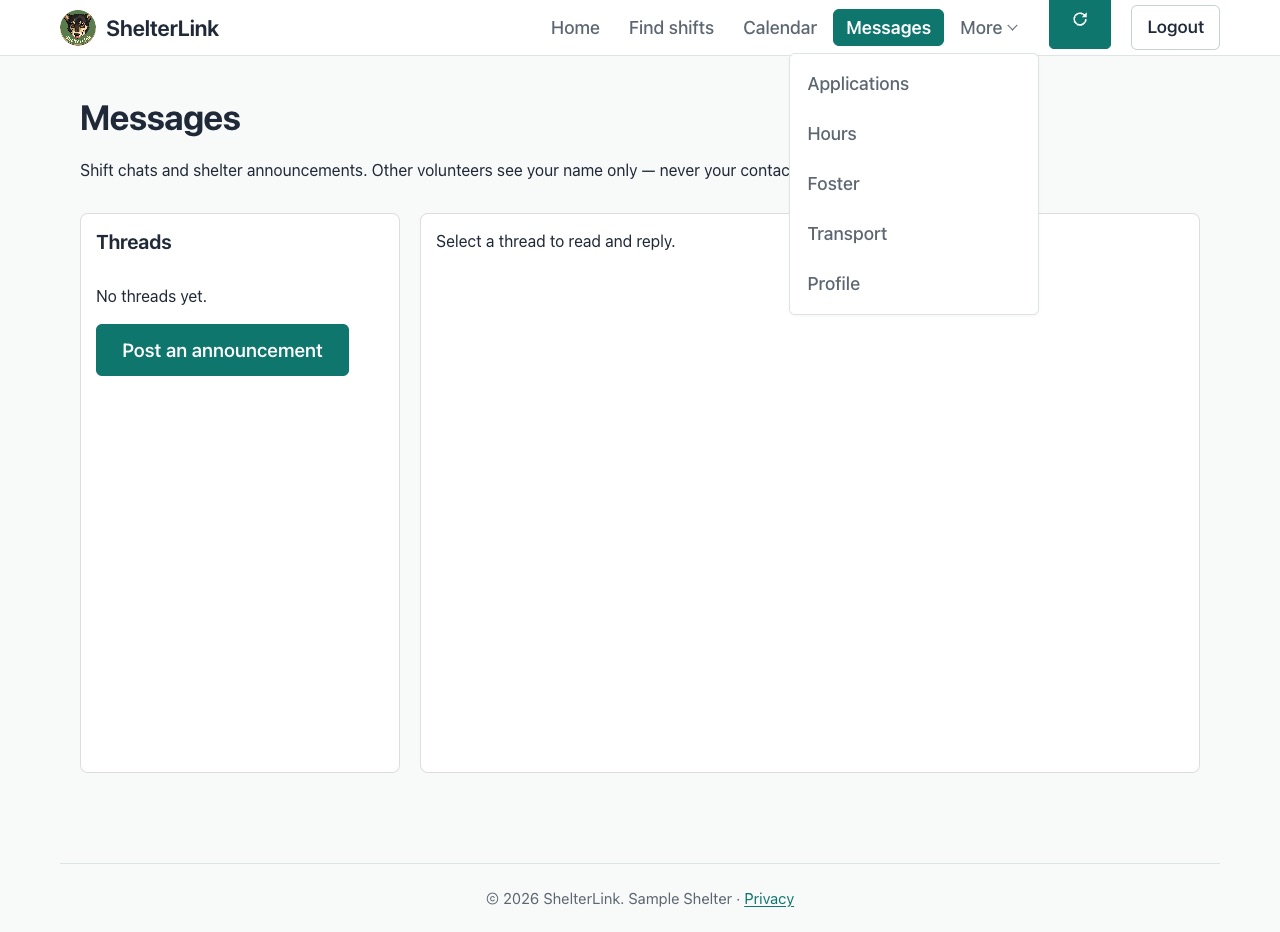 ShelterLink
Home
Find shifts
Calendar
Messages
More
Logout
Applications
Hours
Foster
Transport
Profile
Messages
Shift chats and shelter announcements. Other volunteers see your name only — never your contac
Threads
No threads yet.
Post an announcement
Select a thread to read and reply.
© 2026 ShelterLink. Sample Shelter · Privacy